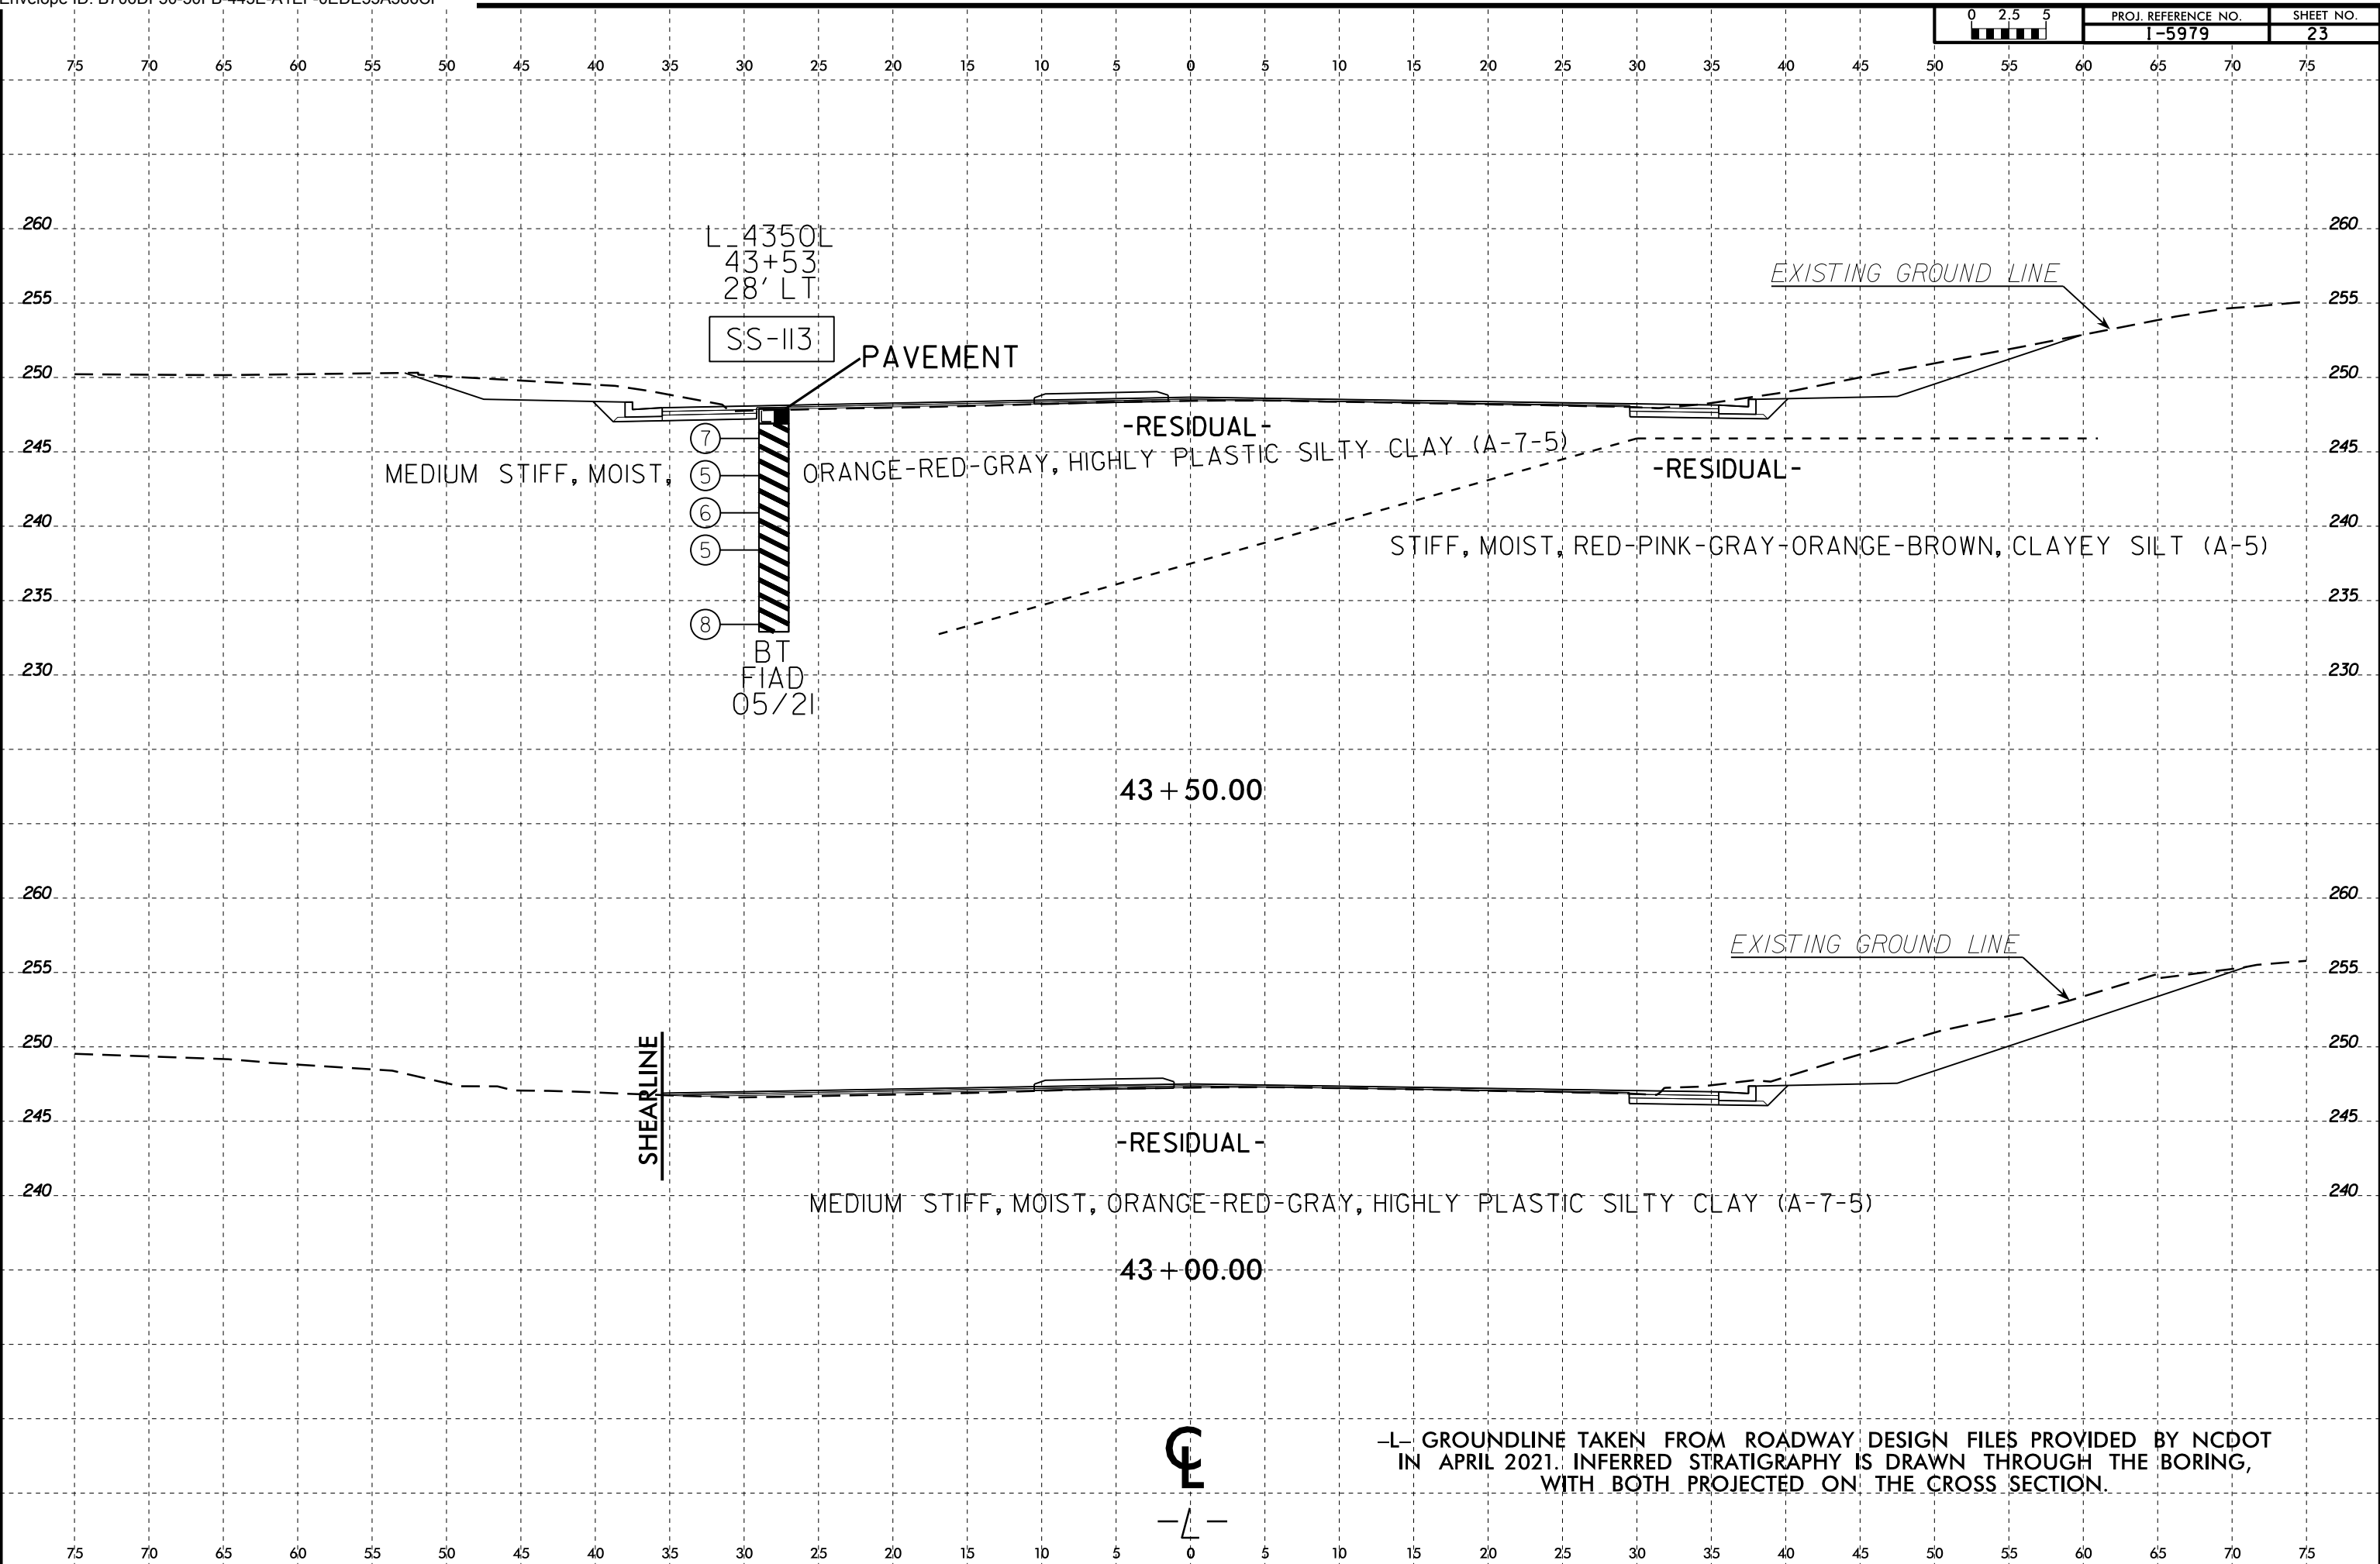 0 2.5 5
PROJ. REFERENCE NO. SHEET NO.
I-5979 23
75 70 65 60 55 50 45 40 35 30 25 20 15 10 5 0 5 10 15 20 25 30 35 40 45 50 55 60 65 70 75
260 260
L_4350L
43+53
28' LT
EXISTING GROUND LINE
255 255
SS-113
PAVEMENT
250 250
-RESIDUAL-
7
245 245
MEDIUM STIFF, MOIST, 5 ORANGE-RED-GRAY, HIGHLY PLASTIC SILTY CLAY (A-7-5)
-RESIDUAL-
6
240 240
5
STIFF, MOIST, RED-PINK-GRAY-ORANGE-BROWN, CLAYEY SILT (A-5)
235 235
8
BT
FIAD
05/21
230 230
43+50.00
260 260
EXISTING GROUND LINE
255 255
250 250
SHEARLINE
245 245
-RESIDUAL-
240 240
MEDIUM STIFF, MOIST, ORANGE-RED-GRAY, HIGHLY PLASTIC SILTY CLAY (A-7-5)
43+00.00
℄
-L-
-L- GROUNDLINE TAKEN FROM ROADWAY DESIGN FILES PROVIDED BY NCDOT
IN APRIL 2021. INFERRED STRATIGRAPHY IS DRAWN THROUGH THE BORING,
WITH BOTH PROJECTED ON THE CROSS SECTION.
75 70 65 60 55 50 45 40 35 30 25 20 15 10 5 0 5 10 15 20 25 30 35 40 45 50 55 60 65 70 75